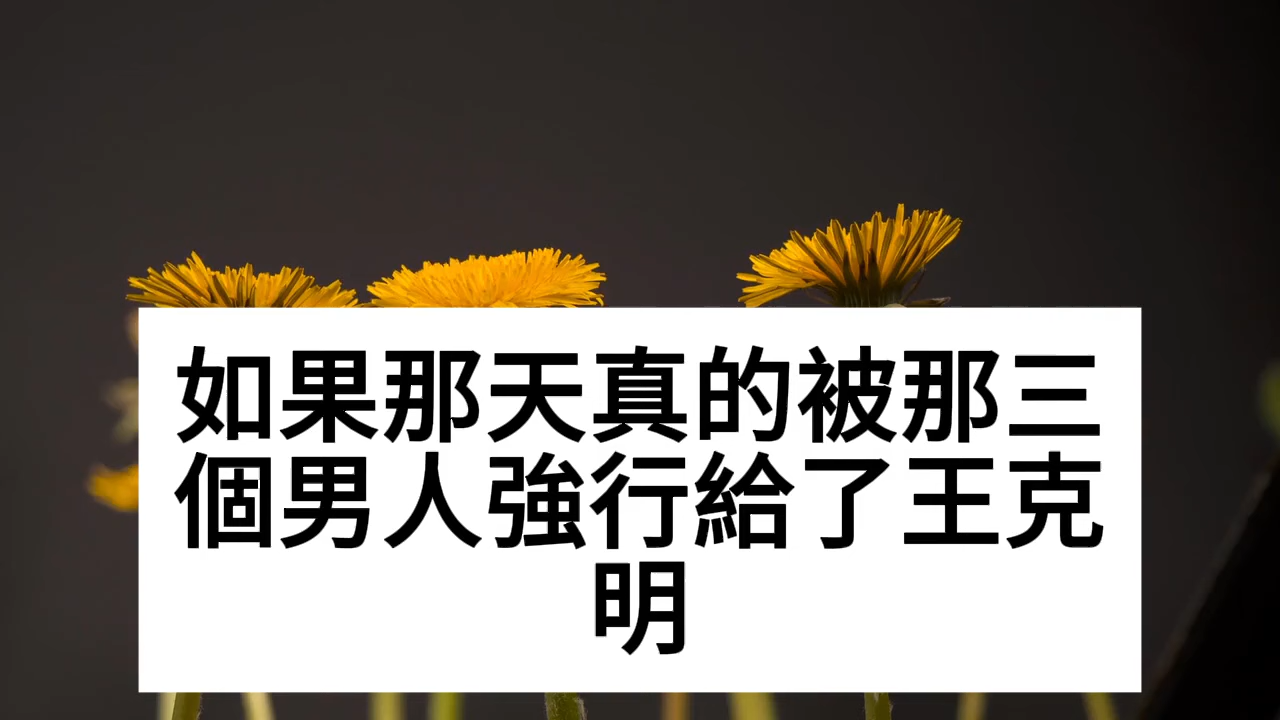 如果那天真的被那三
個男人強行給了王克
明